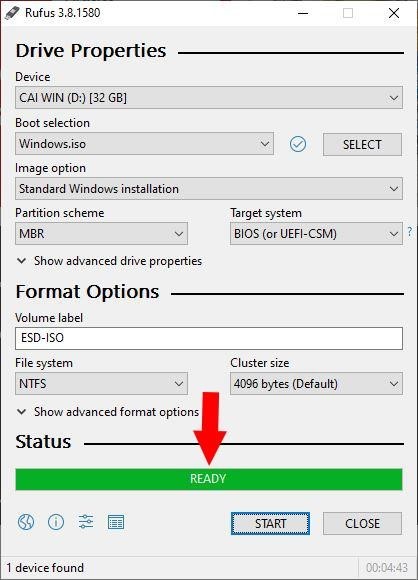 Rufus 3.8.1580
Drive Properties
Device
CAI WIN (D:) [32 GB]
Boot selection
Windows.iso
SELECT
Image option
Standard Windows installation
Partition scheme
Target system
MBR
BIOS (or UEFI-CSM)
?
Show advanced drive properties
Format Options
Volume label
ESD-ISO
File system
Cluster size
NTFS
4096 bytes (Default)
Show advanced format options
Status
READY
START
CLOSE
1 device found
00:04:43